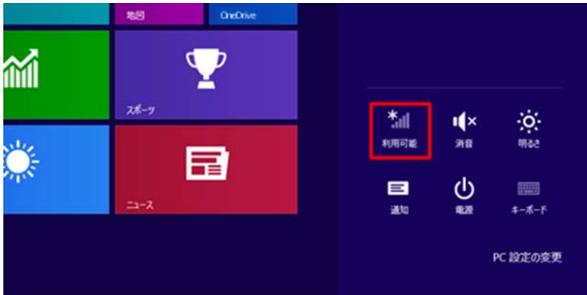 地図
OneDrive
スポーツ
ニュース
利用可能
消音
明るさ
通知
電源
キーボード
PC 設定の変更